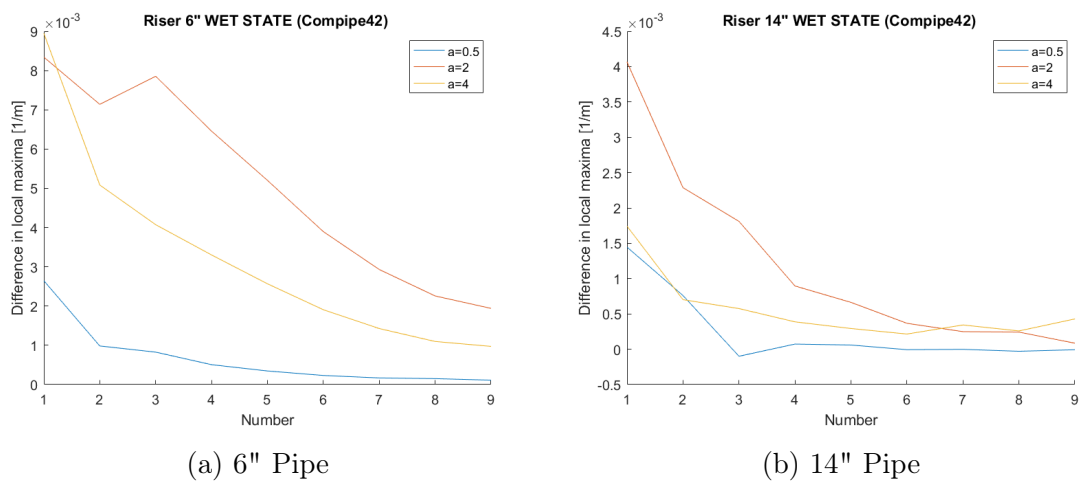 Riser 6" WET STATE (Compipe42)
×10⁻³
9
8
7
6
5
4
3
2
1
0
Difference in local maxima [1/m]
1 2 3 4 5 6 7 8 9
Number
a=0.5
a=2
a=4
(a) 6" Pipe
Riser 14" WET STATE (Compipe42)
×10⁻³
4.5
4
3.5
3
2.5
2
1.5
1
0.5
0
-0.5
Difference in local maxima [1/m]
1 2 3 4 5 6 7 8 9
Number
a=0.5
a=2
a=4
(b) 14" Pipe